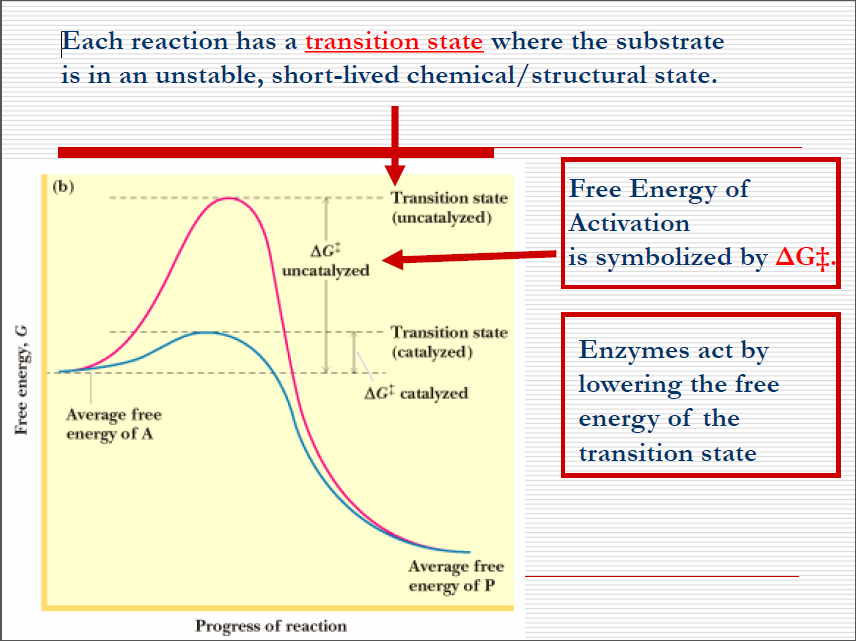 Each reaction has a transition state where the substrate
is in an unstable, short-lived chemical/structural state.
(b)
Transition state
(uncatalyzed)
ΔG‡
uncatalyzed
Transition state
(catalyzed)
ΔG‡ catalyzed
Average free
energy of A
Average free
energy of P
Free energy, G
Progress of reaction
Free Energy of
Activation
is symbolized by ΔG‡.
Enzymes act by
lowering the free
energy of the
transition state